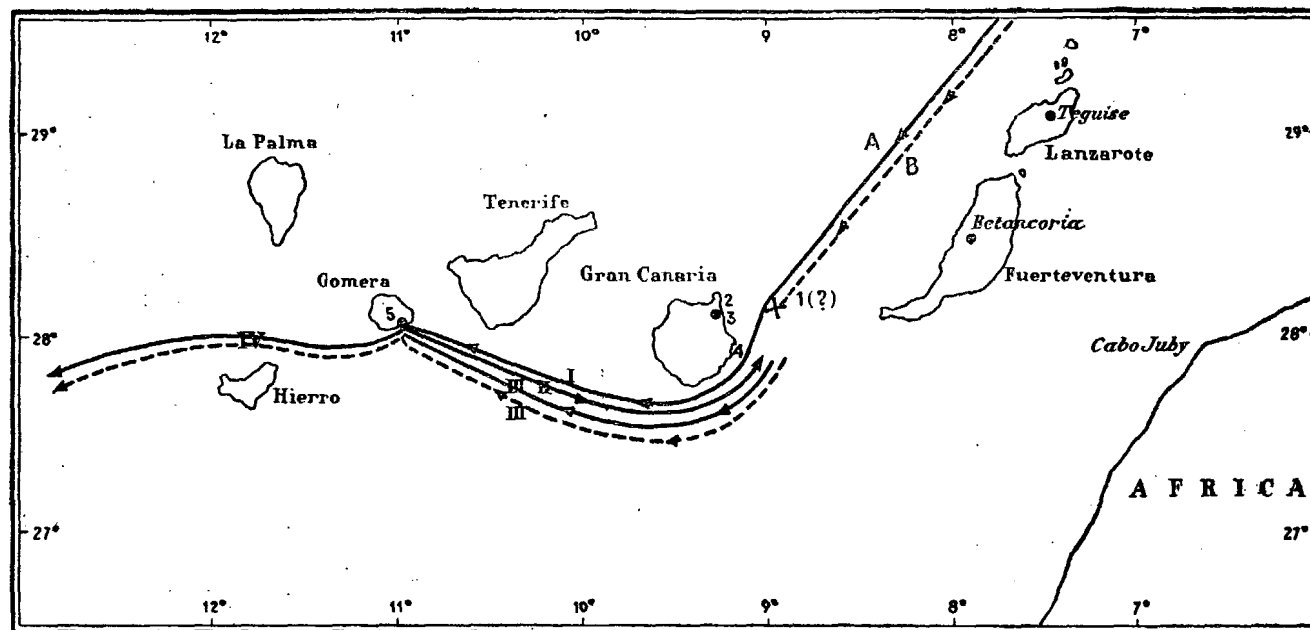 12° 11° 10° 9 8° 7°
Teguise
29° 29°
A
La Palma
B
Lanzarote
Tenerife
Betancoria
Gran Canaria
Fuerteventura
Gomera
2
1(?)
3
5
28° 28°
IV
4
Cabo Juby
I
III II
Hierro
III
AFRICA
27° 27°
12° 11° 10° 9° 8° 7°